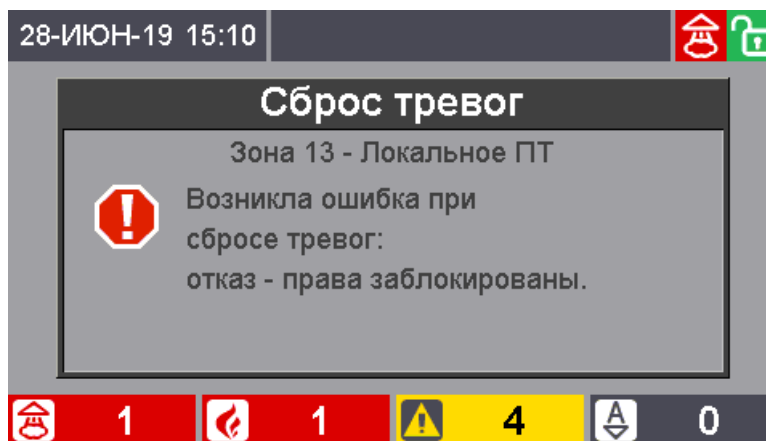 28-ИЮН-19 15:10
Сброс тревог
Зона 13 - Локальное ПТ
Возникла ошибка при
сбросе тревог:
отказ - права заблокированы.
1 1 4 A 0